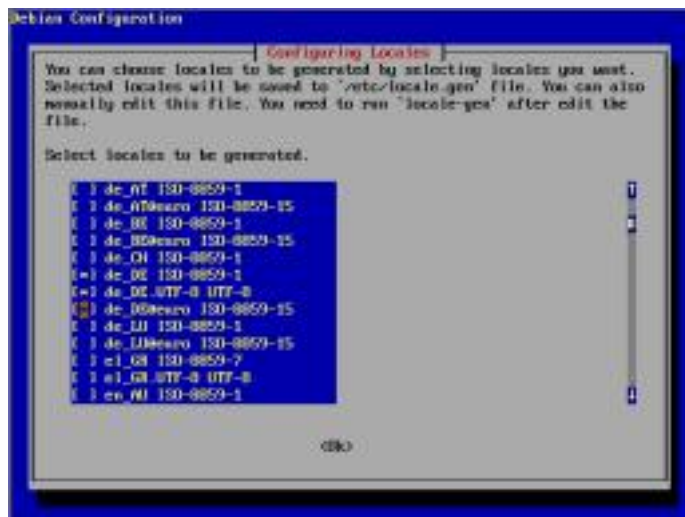 Debian Configuration
Configuring Locales
You can choose locales to be generated by selecting locales you want.
Selected locales will be saved to '/etc/locale.gen' file. You can also
manually edit this file. You need to run 'locale-gen' after edit the
file.
Select locales to be generated.
[ ] de_AT ISO-8859-1
[ ] de_AT@euro ISO-8859-15
[ ] de_BE ISO-8859-1
[ ] de_BE@euro ISO-8859-15
[ ] de_CH ISO-8859-1
[*] de_DE ISO-8859-1
[*] de_DE.UTF-8 UTF-8
[*] de_DE@euro ISO-8859-15
[ ] de_LU ISO-8859-1
[ ] de_LU@euro ISO-8859-15
[ ] el_GR ISO-8859-7
[ ] el_GR.UTF-8 UTF-8
[ ] en_AU ISO-8859-1
<Ok>